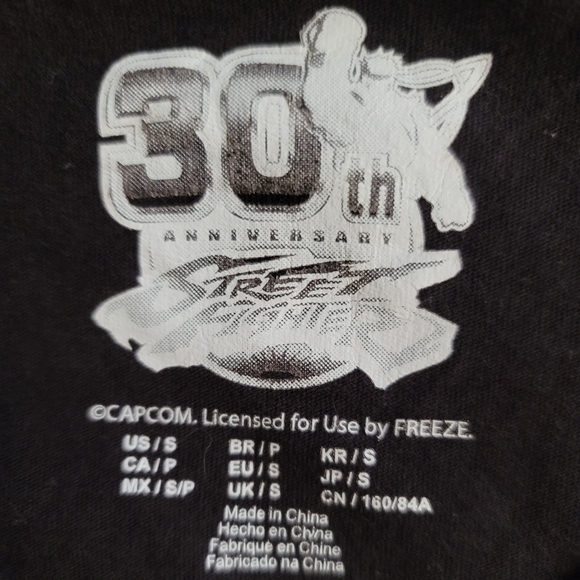 30th
ANNIVERSARY
STREET
FIGHTER
©CAPCOM. Licensed for Use by FREEZE.
US / S BR / P KR / S
CA / P EU / S JP / S
MX / S/P UK / S CN / 160/84A
Made in China
Hecho en China
Fabriqué en Chine
Fabricado na China